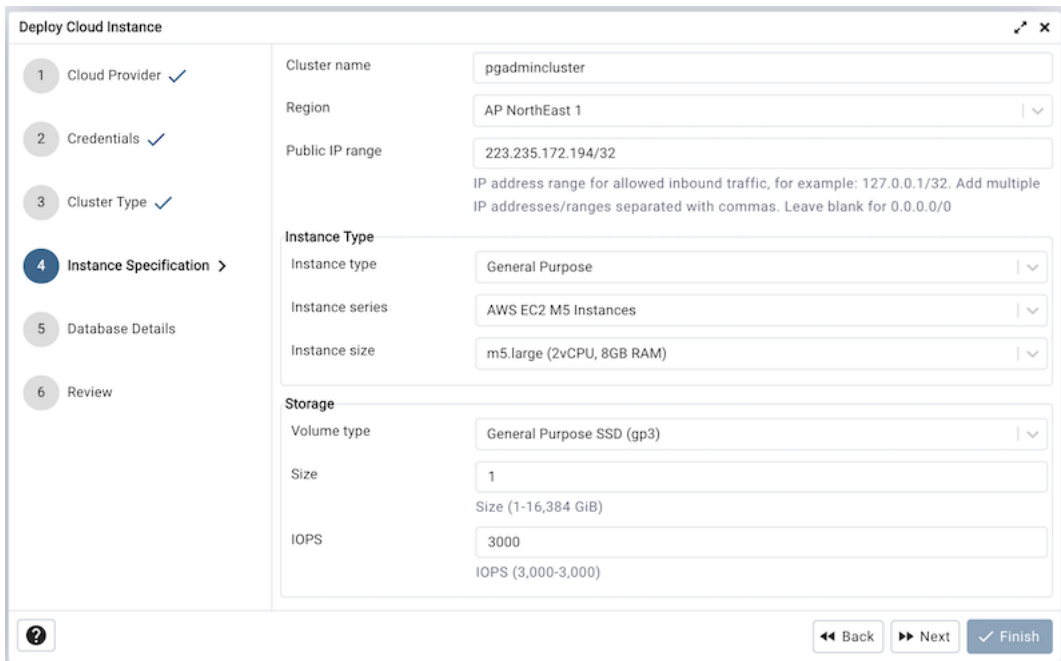 Deploy Cloud Instance
1 Cloud Provider
2 Credentials
3 Cluster Type
4 Instance Specification
5 Database Details
6 Review
Cluster name
pgadmincluster
Region
AP NorthEast 1
Public IP range
223.235.172.194/32
IP address range for allowed inbound traffic, for example: 127.0.0.1/32. Add multiple
IP addresses/ranges separated with commas. Leave blank for 0.0.0.0/0
Instance Type
Instance type
General Purpose
Instance series
AWS EC2 M5 Instances
Instance size
m5.large (2vCPU, 8GB RAM)
Storage
Volume type
General Purpose SSD (gp3)
Size
1
Size (1-16,384 GiB)
IOPS
3000
IOPS (3,000-3,000)
?
Back
Next
Finish